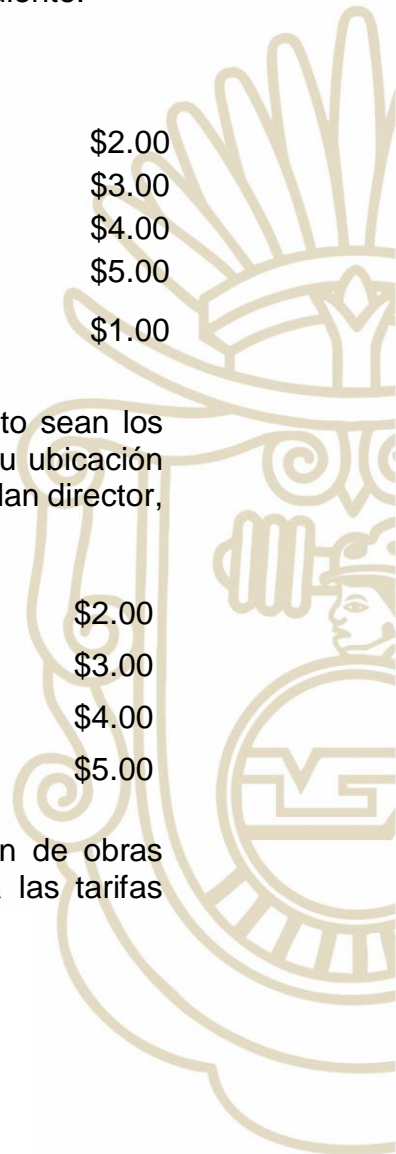 $2.00
$3.00
$4.00
$5.00
$1.00
to sean los
u ubicación
lan director,
$2.00
$3.00
$4.00
$5.00
n de obras
las tarifas